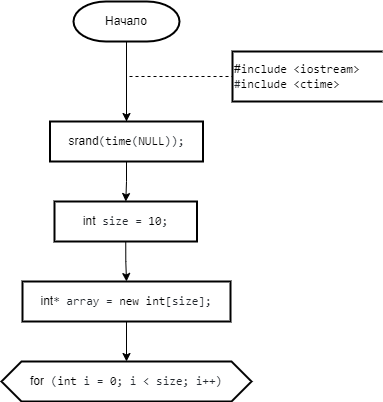 Начало
#include <iostream>
#include <ctime>
srand(time(NULL));
int size = 10;
int* array = new int[size];
for (int i = 0; i < size; i++)